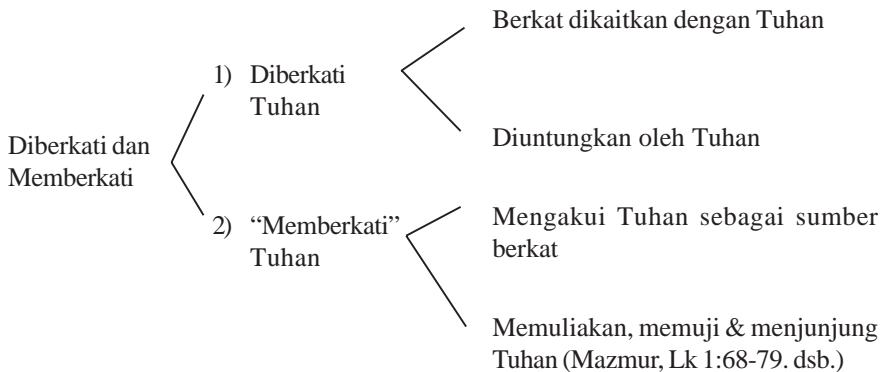 Diberkati dan
Memberkati
1) Diberkati
Tuhan
Berkat dikaitkan dengan Tuhan
Diuntungkan oleh Tuhan
2) “Memberkati”
Tuhan
Mengakui Tuhan sebagai sumber
berkat
Memuliakan, memuji & menjunjung
Tuhan (Mazmur, Lk 1:68-79. dsb.)